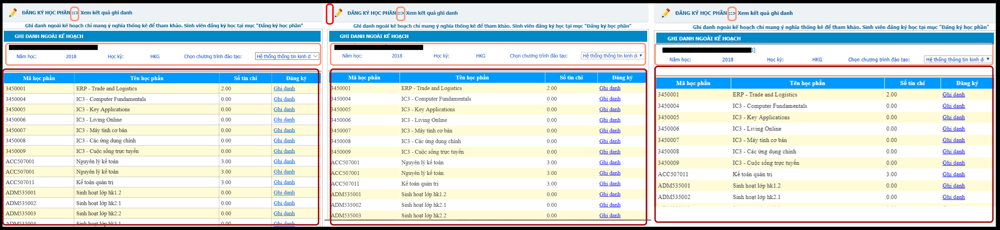 ĐĂNG KÝ HỌC PHẦN ::> Xem kết quả ghi danh
Ghi danh ngoài kế hoạch chỉ mang ý nghĩa thống kê để tham khảo. Sinh viên đăng ký học tại mục "Đăng ký học phần"
GHI DANH NGOÀI KẾ HOẠCH
Năm học: 2018 Học kỳ: HKG Chọn chương trình đào tạo: Hệ thống thông tin kinh d
Mã học phần Tên học phần Số tín chỉ Đăng ký
3450001 ERP - Trade and Logistics 2.00 Ghi danh
3450004 IC3 - Computer Fundamentals 0.00 Ghi danh
3450005 IC3 - Key Applications 0.00 Ghi danh
3450006 IC3 - Living Online 0.00 Ghi danh
3450007 IC3 - Máy tính cơ bản 0.00 Ghi danh
3450008 IC3 - Các ứng dụng chính 0.00 Ghi danh
3450009 IC3 - Cuộc sống trực tuyến 0.00 Ghi danh
ACC507001 Nguyên lý kế toán 3.00 Ghi danh
ACC507001 Nguyên lý kế toán 3.00 Ghi danh
ACC507011 Kế toán quản trị 3.00 Ghi danh
ADM535001 Sinh hoạt lớp hk1.2 0.00 Ghi danh
ADM535002 Sinh hoạt lớp hk2.1 0.00 Ghi danh
ADM535003 Sinh hoạt lớp hk2.2 0.00 Ghi danh
ADM535004 Sinh hoạt lớp hk3.1 0.00 Ghi danh
ĐĂNG KÝ HỌC PHẦN ::> Xem kết quả ghi danh
Ghi danh ngoài kế hoạch chỉ mang ý nghĩa thống kê để tham khảo. Sinh viên đăng ký học tại mục "Đăng ký học phần"
GHI DANH NGOÀI KẾ HOẠCH
Năm học: 2018 Học kỳ: HKG Chọn chương trình đào tạo: Hệ thống thông tin kinh d
Mã học phần Tên học phần Số tín chỉ Đăng ký
3450001 ERP - Trade and Logistics 2.00 Ghi danh
3450004 IC3 - Computer Fundamentals 0.00 Ghi danh
3450005 IC3 - Key Applications 0.00 Ghi danh
3450006 IC3 - Living Online 0.00 Ghi danh
3450007 IC3 - Máy tính cơ bản 0.00 Ghi danh
3450008 IC3 - Các ứng dụng chính 0.00 Ghi danh
3450009 IC3 - Cuộc sống trực tuyến 0.00 Ghi danh
ACC507001 Nguyên lý kế toán 3.00 Ghi danh
ACC507001 Nguyên lý kế toán 3.00 Ghi danh
ACC507011 Kế toán quản trị 3.00 Ghi danh
ADM535001 Sinh hoạt lớp hk1.2 0.00 Ghi danh
ADM535002 Sinh hoạt lớp hk2.1 0.00 Ghi danh
ADM535003 Sinh hoạt lớp hk2.2 0.00 Ghi danh
ĐĂNG KÝ HỌC PHẦN ::> Xem kết quả ghi danh
Ghi danh ngoài kế hoạch chỉ mang ý nghĩa thống kê để tham khảo. Sinh viên đăng ký học tại mục "Đăng ký học phần"
GHI DANH NGOÀI KẾ HOẠCH
3]
Năm học: 2018 Học kỳ: HKG Chọn chương trình đào tạo: Hệ thống thông tin kinh d
Mã học phần Tên học phần Số tín chỉ Đăng ký
3450001 ERP - Trade and Logistics 2.00 Ghi danh
3450004 IC3 - Computer Fundamentals 0.00 Ghi danh
3450005 IC3 - Key Applications 0.00 Ghi danh
3450006 IC3 - Living Online 0.00 Ghi danh
3450007 IC3 - Máy tính cơ bản 0.00 Ghi danh
3450008 IC3 - Các ứng dụng chính 0.00 Ghi danh
3450009 IC3 - Cuộc sống trực tuyến 0.00 Ghi danh
ACC507011 Kế toán quản trị 3.00 Ghi danh
ADM535001 Sinh hoạt lớp hk1.2 0.00 Ghi danh
ADM535002 Sinh hoạt lớp hk2.1 0.00 Ghi danh